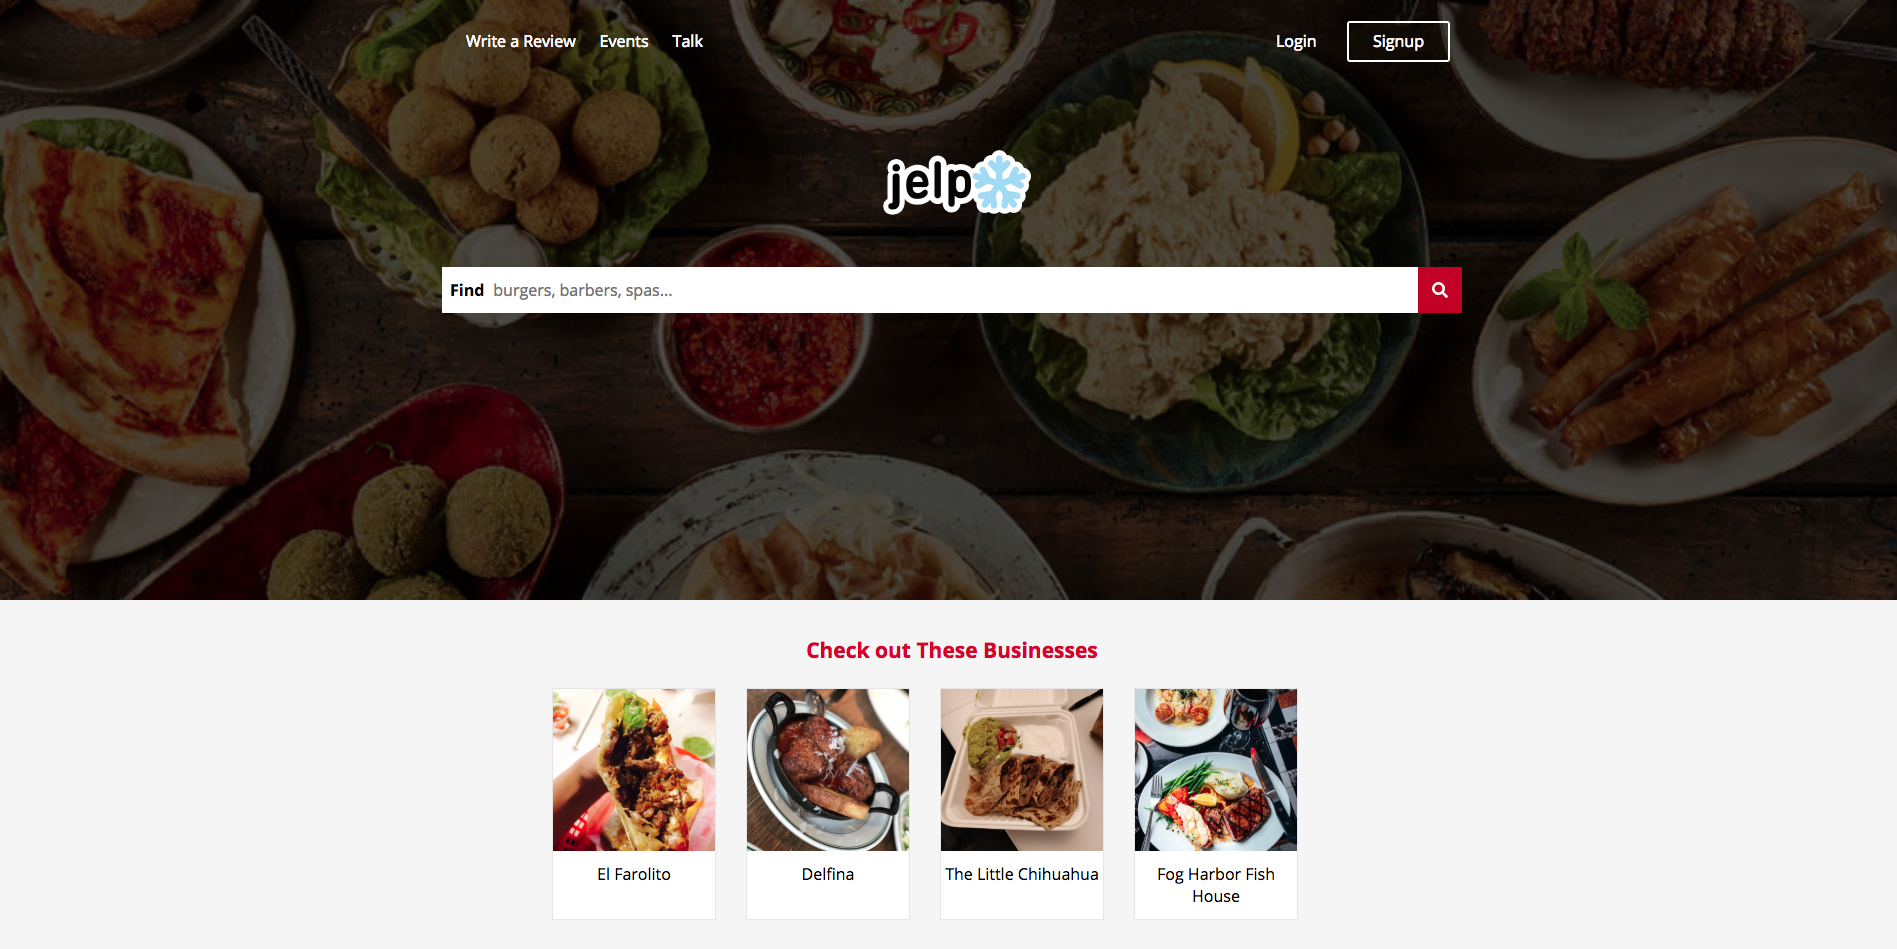 Write a Review Events Talk Login Signup
jelp
Find burgers, barbers, spas...
Check out These Businesses
El Farolito
Delfina
The Little Chihuahua
Fog Harbor Fish
House